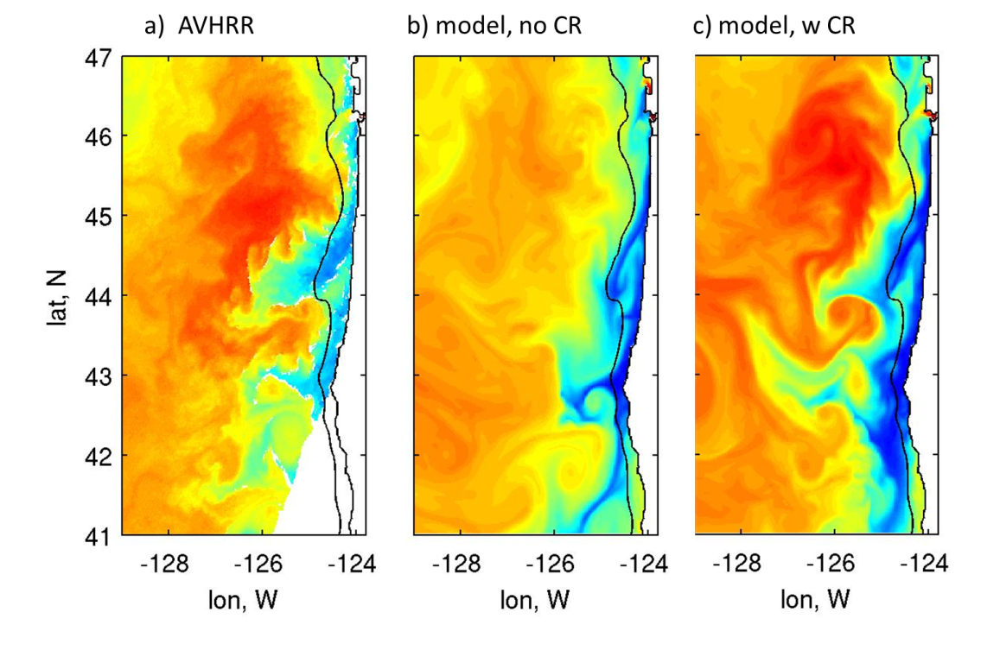 a) AVHRR
b) model, no CR
c) model, w CR
47
46
45
44
43
42
41
lat, N
-128 -126 -124
-128 -126 -124
-128 -126 -124
lon, W
lon, W
lon, W